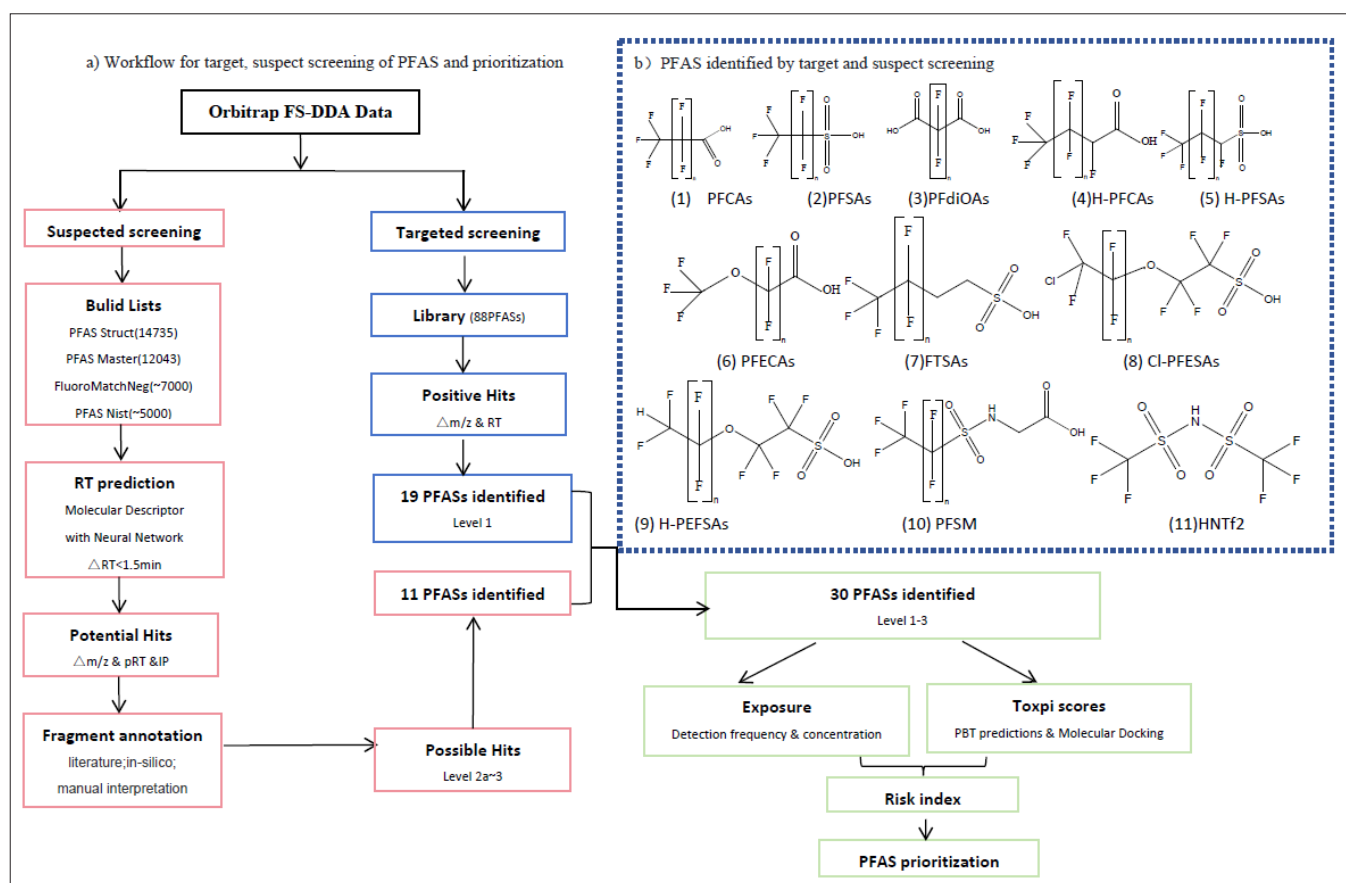 a) Workflow for target, suspect screening of PFAS and prioritization
Orbitrap FS-DDA Data
Suspected screening
Targeted screening
Bulid Lists
PFAS Struct(14735)
PFAS Master(12043)
FluoroMatchNeg(~7000)
PFAS Nist(~5000)
Library (88PFASs)
Positive Hits
△m/z & RT
RT prediction
Molecular Descriptor
with Neural Network
△RT<1.5min
19 PFASs identified
Level 1
11 PFASs identified
Potential Hits
△m/z & pRT &IP
Fragment annotation
literature;in-silico;
manual interpretation
Possible Hits
Level 2a~3
30 PFASs identified
Level 1-3
Exposure
Detection frequency & concentration
Toxpi scores
PBT predictions & Molecular Docking
Risk index
PFAS prioritization
b）PFAS identified by target and suspect screening
(1) PFCAs
(2)PFSAs
(3)PFdiOAs
(4)H-PFCAs
(5) H-PFSAs
(6) PFECAs
(7)FTSAs
(8) Cl-PFESAs
(9) H-PEFSAs
(10) PFSM
(11)HNTf2